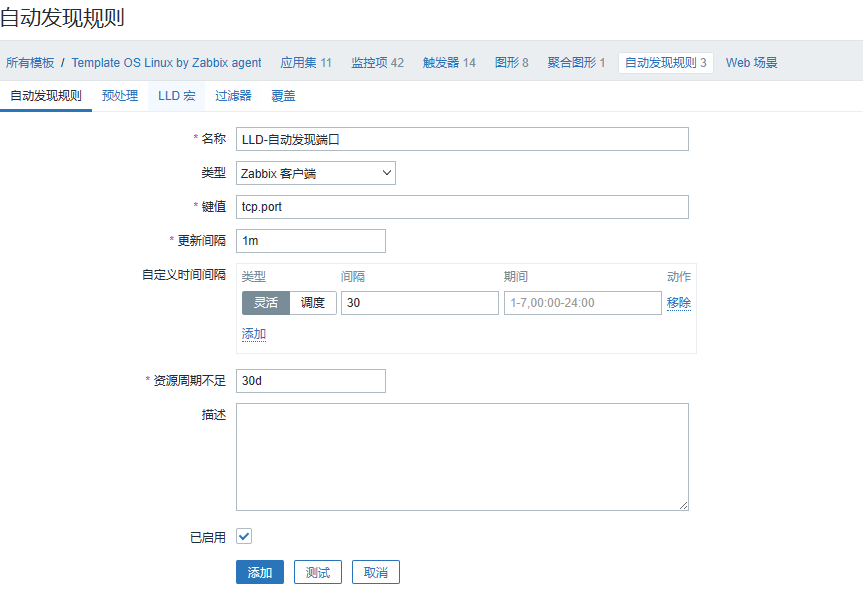 自动发现规则
所有模板 / Template OS Linux by Zabbix agent 应用集 11 监控项 42 触发器 14 图形 8 聚合图形 1 自动发现规则 3 Web 场景
自动发现规则 预处理 LLD 宏 过滤器 覆盖
* 名称 LLD-自动发现端口
类型 Zabbix 客户端
* 键值 tcp.port
* 更新间隔 1m
自定义时间间隔 类型 间隔 期间 动作
灵活 调度 30 1-7,00:00-24:00 移除
添加
* 资源周期不足 30d
描述
已启用
添加 测试 取消